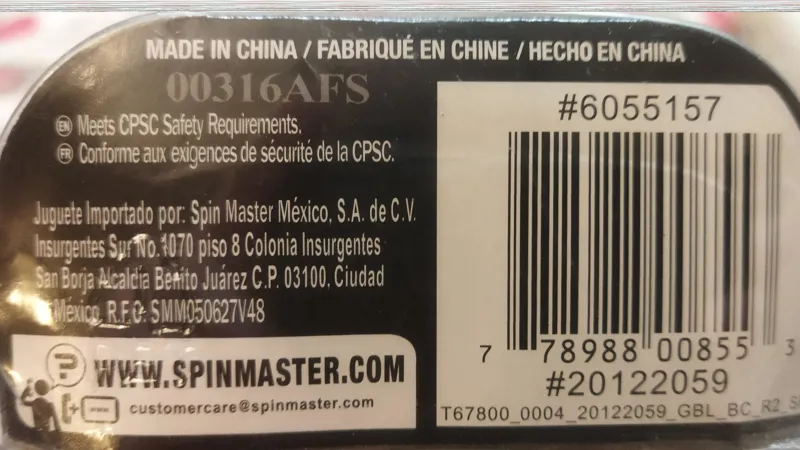 MADE IN CHINA / FABRIQUÉ EN CHINE / HECHO EN CHINA
00316AFS
EN Meets CPSC Safety Requirements.
FR Conforme aux exigences de sécurité de la CPSC.
Juguete Importado por: Spin Master México, S.A. de C.V.
Insurgentes Sur No.1070 piso 8 Colonia Insurgentes
San Borja Alcaldía Benito Juárez C.P. 03100, Ciudad
México, R.F.C. SMM050627V48
WWW.SPINMASTER.COM
customercare@spinmaster.com
#6055157
7 78988 00855 3
#20122059
T67800_0004_20122059_GBL_BC_R2_S